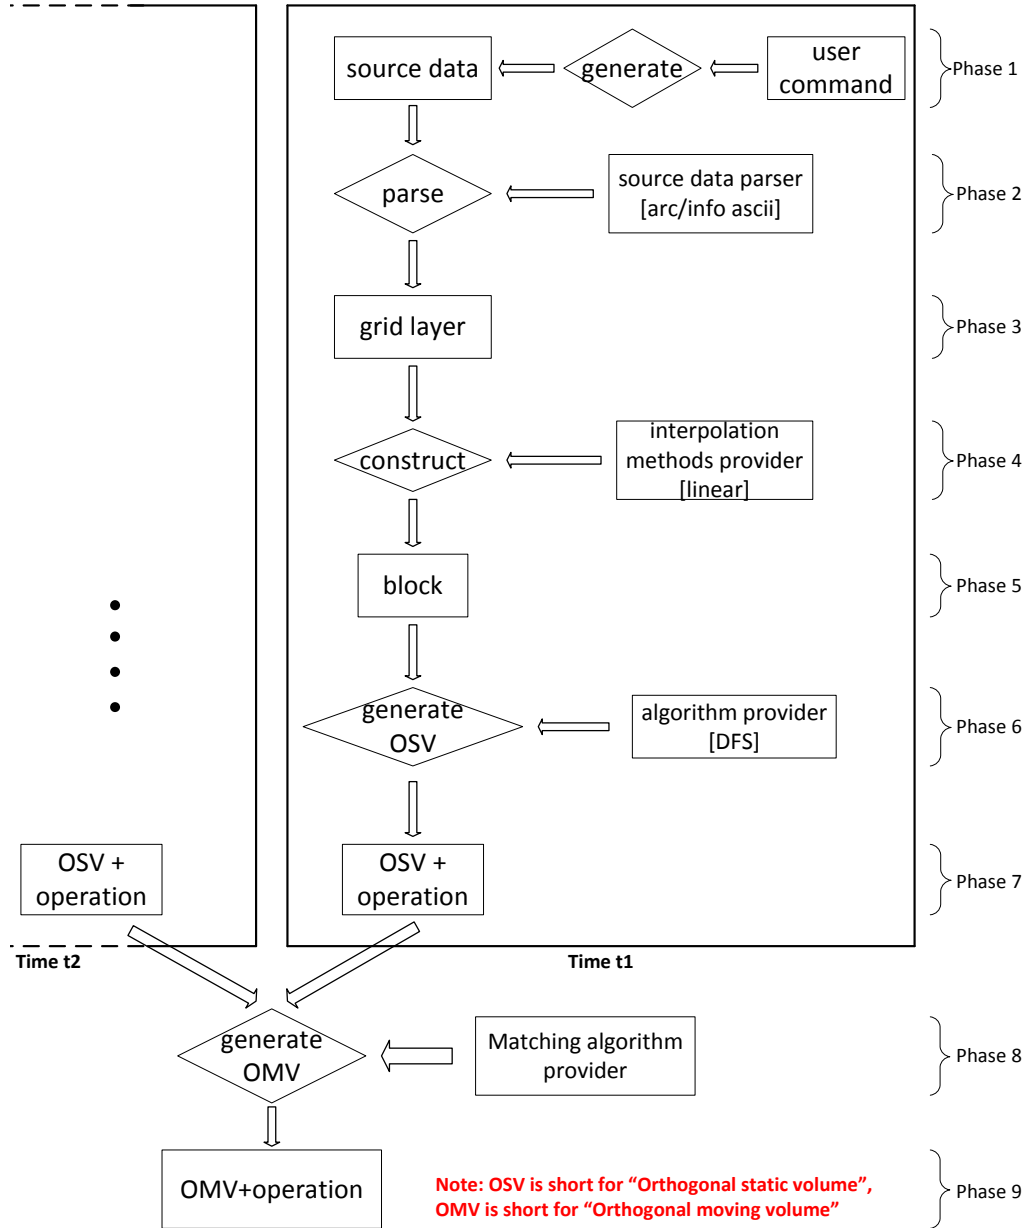 source data
generate
user
command
Phase 1
parse
source data parser
[arc/info ascii]
Phase 2
grid layer
Phase 3
construct
interpolation
methods provider
[linear]
Phase 4
block
Phase 5
generate
OSV
algorithm provider
[DFS]
Phase 6
OSV +
operation
OSV +
operation
Phase 7
Time t2
Time t1
generate
OMV
Matching algorithm
provider
Phase 8
OMV+operation
Note: OSV is short for “Orthogonal static volume”,
OMV is short for “Orthogonal moving volume”
Phase 9